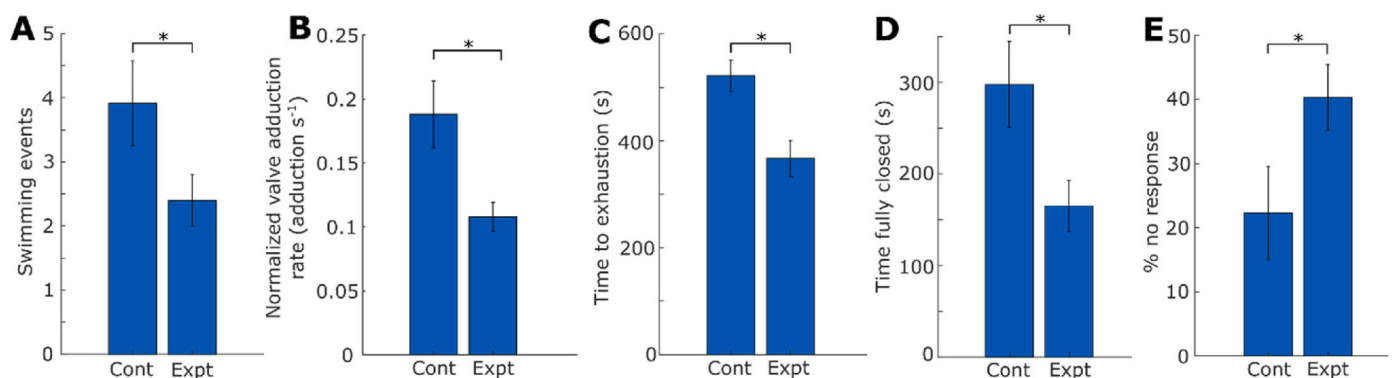 A
Swimming events
5
4
3
2
1
0
Cont Expt
*
B
Normalized valve adduction
rate (adduction s-1)
0.25
0.2
0.15
0.1
0.05
0
Cont Expt
*
C
Time to exhaustion (s)
600
400
200
0
Cont Expt
*
D
Time fully closed (s)
300
200
100
0
Cont Expt
*
E
% no response
50
40
30
20
10
0
Cont Expt
*